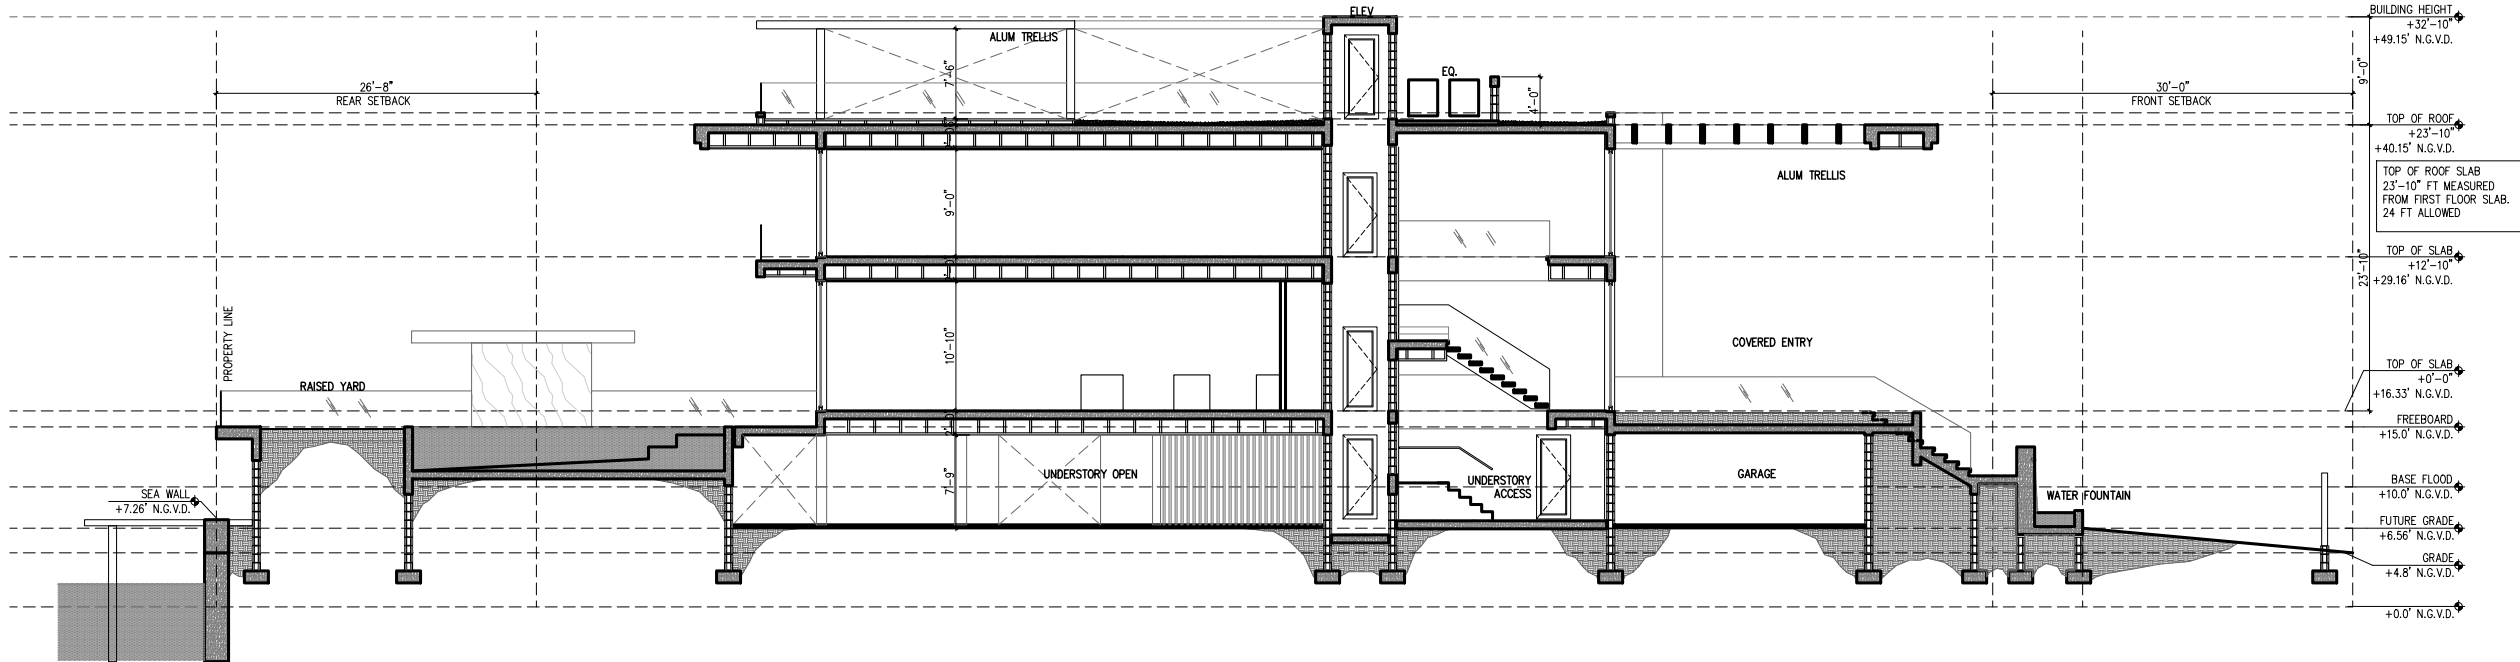 ELEV
BUILDING HEIGHT
+32'-10"
+49.15' N.G.V.D.
ALUM TRELLIS
7'-6"
EQ.
4'-0"
9'-0"
26'-8"
REAR SETBACK
30'-0"
FRONT SETBACK
TOP OF ROOF
+23'-10"
+40.15' N.G.V.D.
TOP OF ROOF SLAB
23'-10" FT MEASURED
FROM FIRST FLOOR SLAB.
24 FT ALLOWED
ALUM TRELLIS
9'-0"
TOP OF SLAB
+12'-10"
+29.16' N.G.V.D.
23'-10"
PROPERTY LINE
10'-10"
COVERED ENTRY
TOP OF SLAB
+0'-0"
+16.33' N.G.V.D.
RAISED YARD
FREEBOARD
+15.0' N.G.V.D.
2'-0"
UNDERSTORY OPEN
7'-9"
UNDERSTORY
ACCESS
GARAGE
BASE FLOOD
+10.0' N.G.V.D.
SEA WALL
+7.26' N.G.V.D.
WATER FOUNTAIN
FUTURE GRADE
+6.56' N.G.V.D.
GRADE
+4.8' N.G.V.D.
+0.0' N.G.V.D.